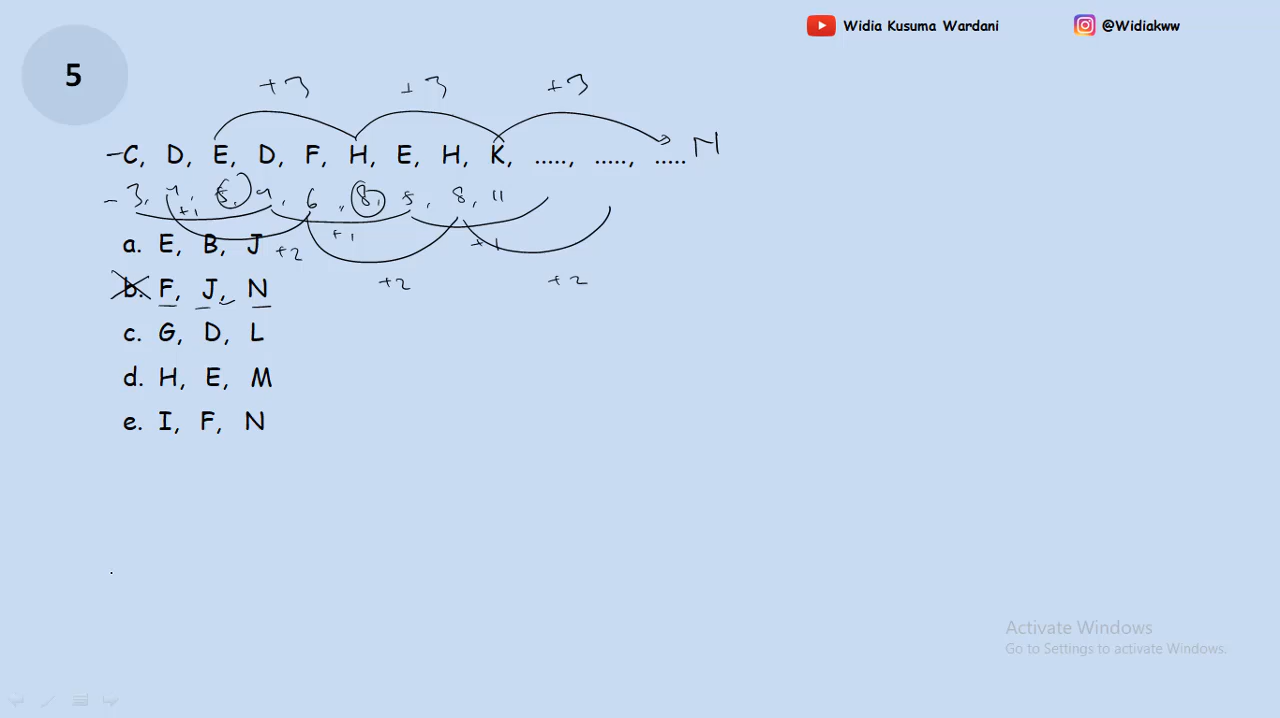 Widia Kusuma Wardani @Widiakww
5
+3 +3 +3
C, D, E, D, F, H, E, H, K, ....., ....., ..... N
- 3, 4, 5, 4, 6, 8, 5, 8, 11
+1 +1 +1
+2 +2 +2
a. E, B, J
b. F, J, N
c. G, D, L
d. H, E, M
e. I, F, N
Activate Windows
Go to Settings to activate Windows.